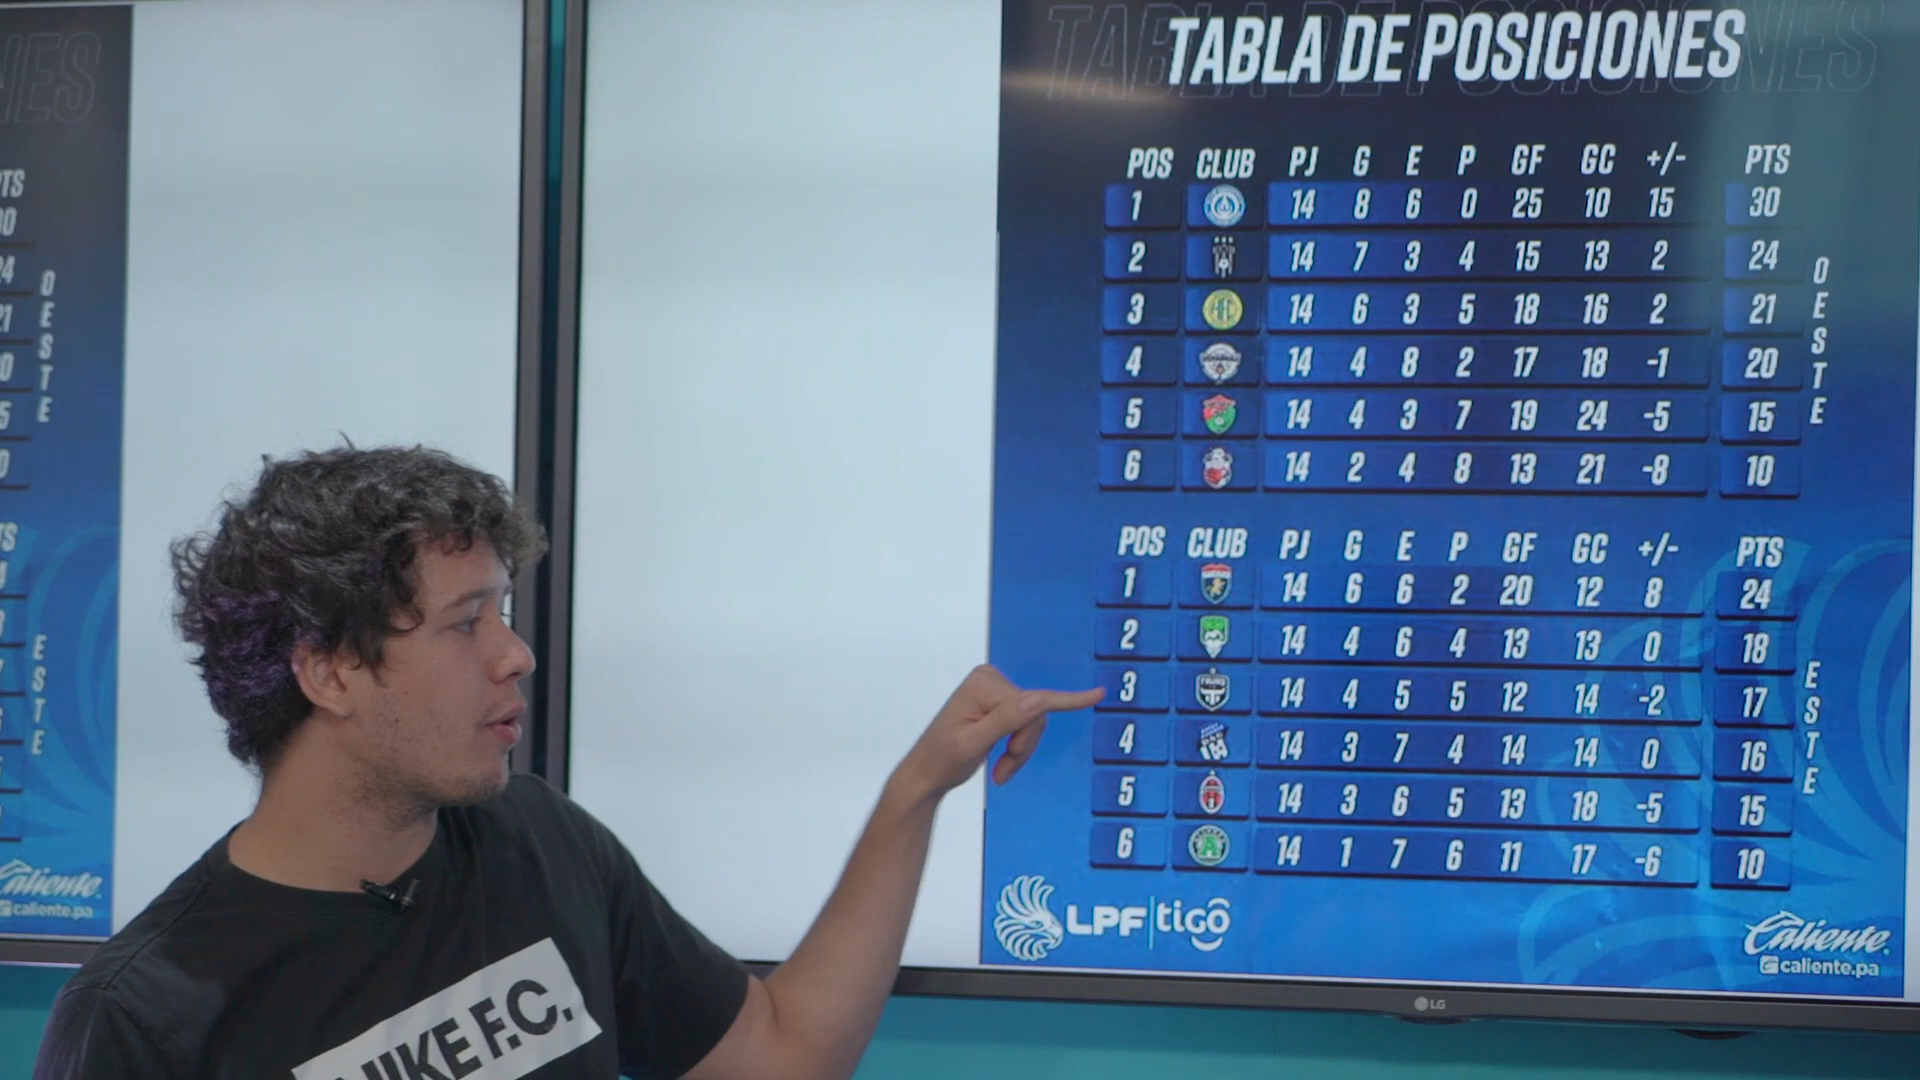 TABLA DE POSICIONES
POS CLUB PJ G E P GF GC +/- PTS
1 14 8 6 0 25 10 15 30
2 14 7 3 4 15 13 2 24
3 14 6 3 5 18 16 2 21
4 14 4 8 2 17 18 -1 20
5 14 4 3 7 19 24 -5 15
6 14 2 4 8 13 21 -8 10
OESTE
POS CLUB PJ G E P GF GC +/- PTS
1 14 6 6 2 20 12 8 24
2 14 4 6 4 13 13 0 18
3 14 4 5 5 12 14 -2 17
4 14 3 7 4 14 14 0 16
5 14 3 6 5 13 18 -5 15
6 14 1 7 6 11 17 -6 10
ESTE
LPF tigo
Caliente
caliente.pa
LG
OESTE
ESTE
caliente.pa
NIKE F.C.